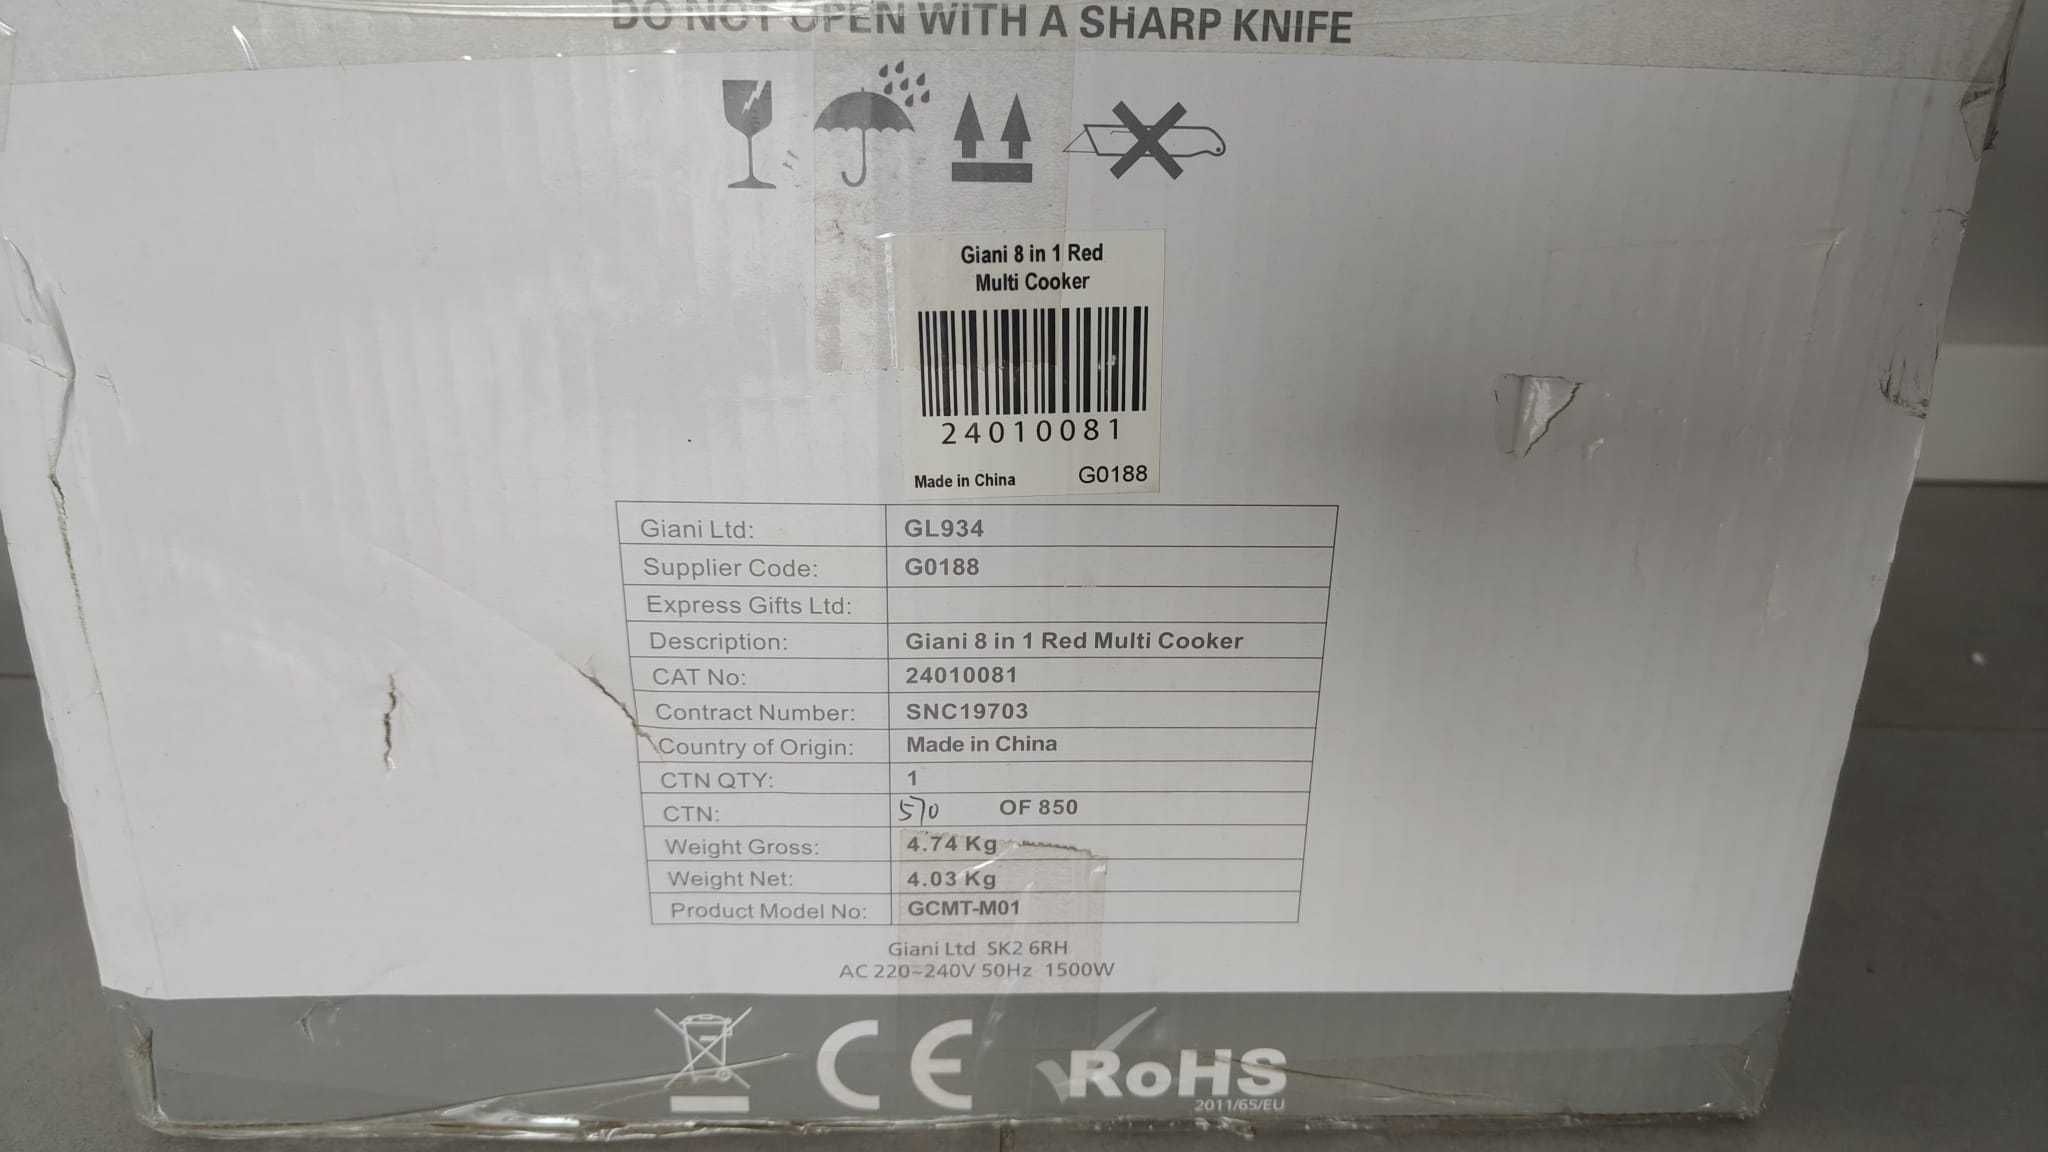 DO NOT OPEN WITH A SHARP KNIFE
Giani 8 in 1 Red
Multi Cooker
24010081
Made in China G0188
Giani Ltd: GL934
Supplier Code: G0188
Express Gifts Ltd:
Description: Giani 8 in 1 Red Multi Cooker
CAT No: 24010081
Contract Number: SNC19703
Country of Origin: Made in China
CTN QTY: 1
CTN: 570 OF 850
Weight Gross: 4.74 Kg
Weight Net: 4.03 Kg
Product Model No: GCMT-M01
Giani Ltd SK2 6RH
AC 220~240V 50Hz 1500W
CE RoHS
2011/65/EU